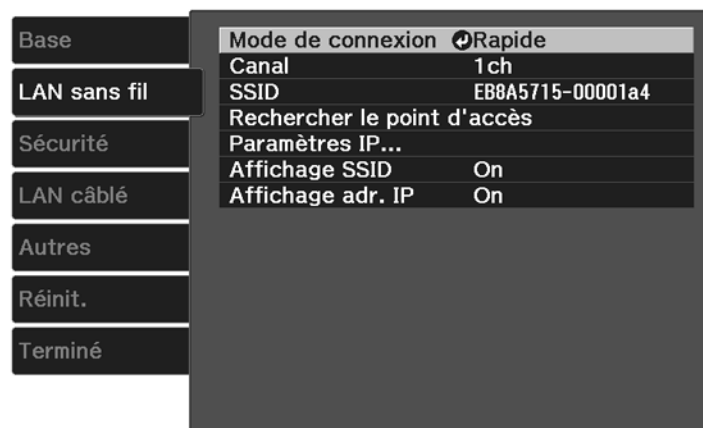 Base
LAN sans fil
Sécurité
LAN câblé
Autres
Réinit.
Terminé
Mode de connexion Rapide
Canal 1ch
SSID EB8A5715-00001a4
Rechercher le point d'accès
Paramètres IP...
Affichage SSID On
Affichage adr. IP On